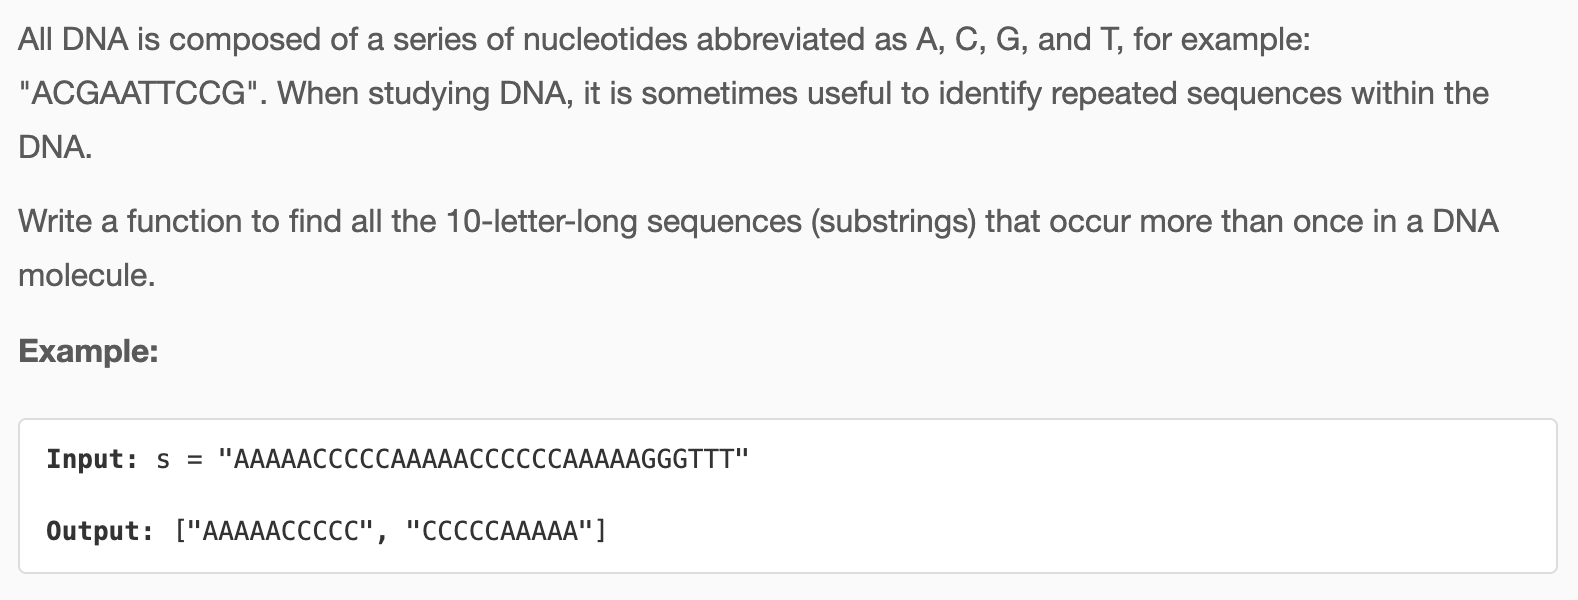 All DNA is composed of a series of nucleotides abbreviated as A, C, G, and T, for example:
"ACGAATTCCG". When studying DNA, it is sometimes useful to identify repeated sequences within the
DNA.
Write a function to find all the 10-letter-long sequences (substrings) that occur more than once in a DNA
molecule.
Example:
Input: s = "AAAAACCCCCAAAAACCCCCCAAAAAGGGTTT"
Output: ["AAAAACCCCC", "CCCCCAAAAA"]